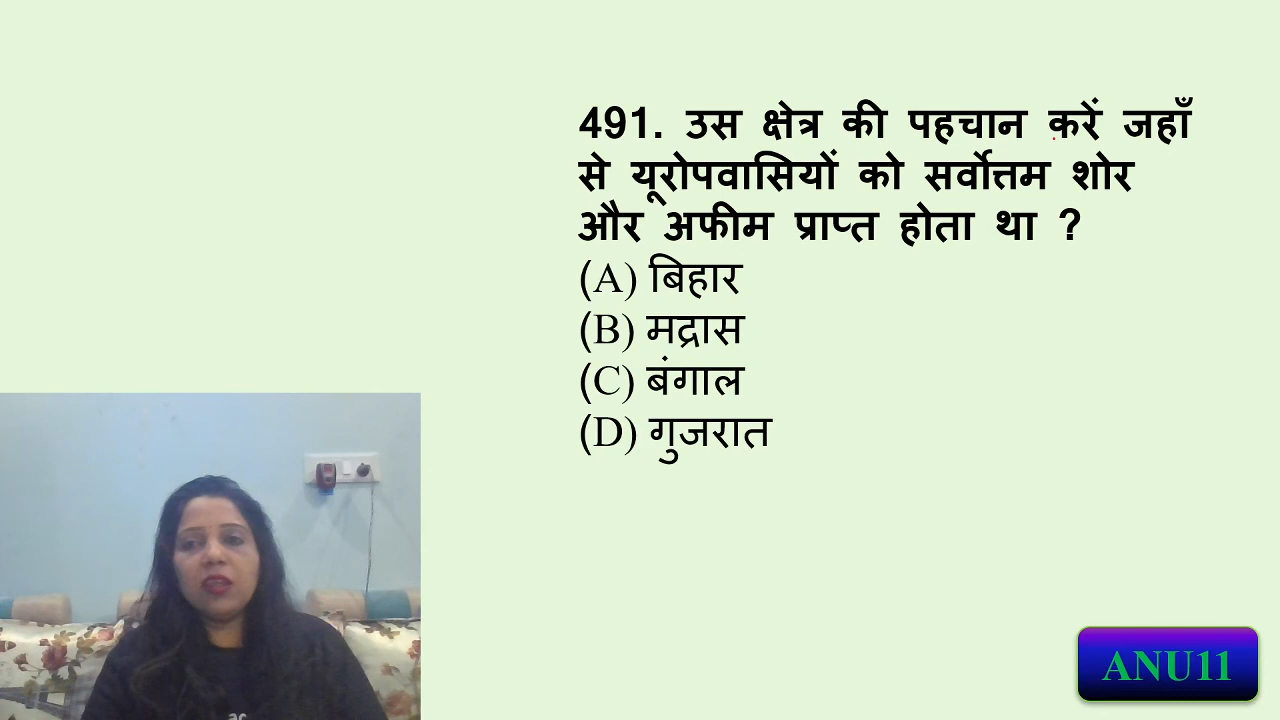 491. उस क्षेत्र की पहचान करें जहाँ
से यूरोपवासियों को सर्वोत्तम शोर
और अफीम प्राप्त होता था ?
(A) बिहार
(B) मद्रास
(C) बंगाल
(D) गुजरात
ANU11